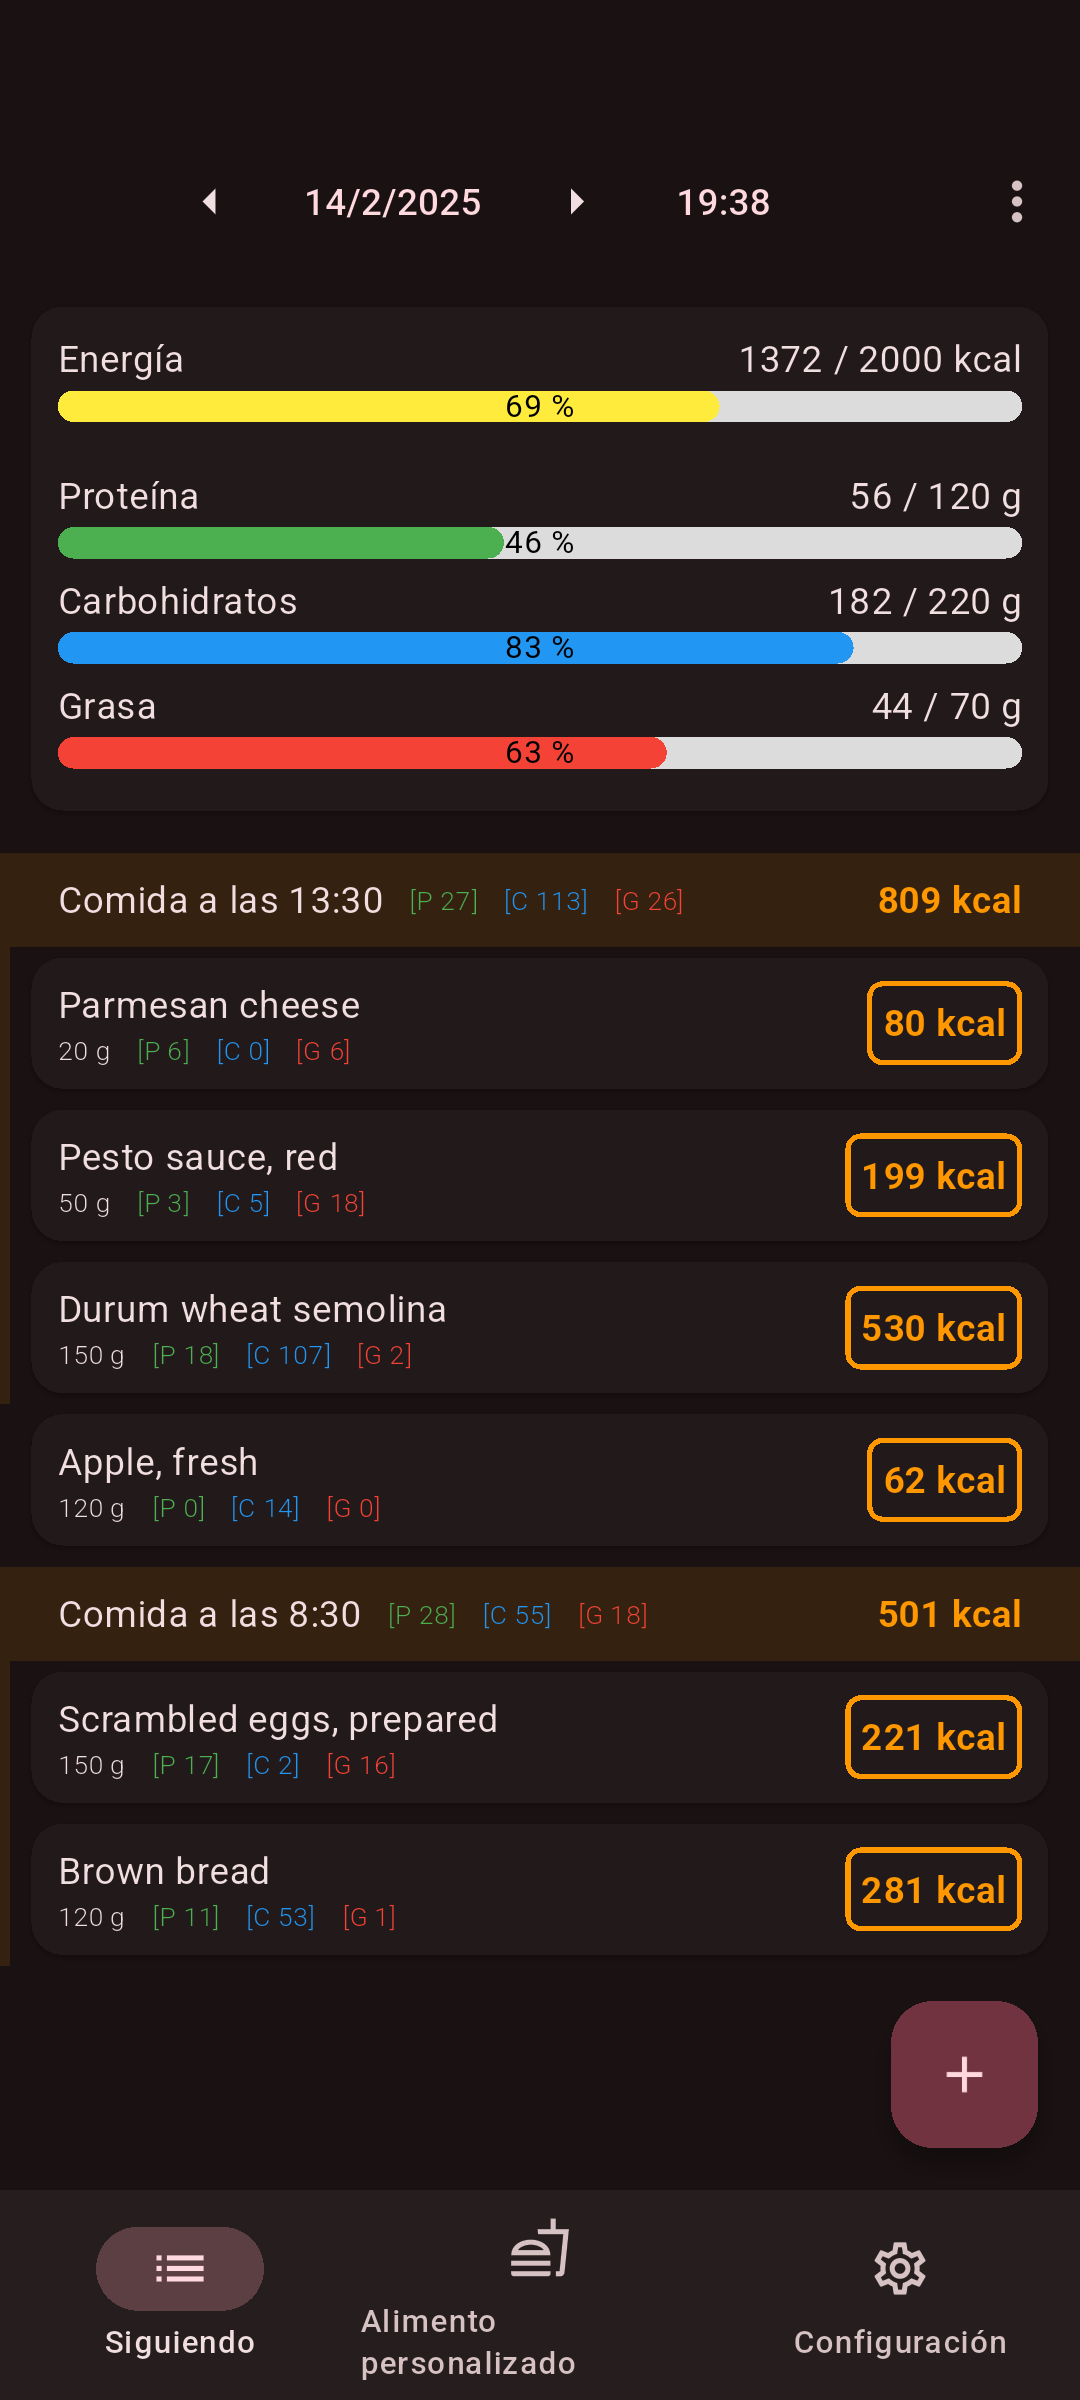 14/2/2025 19:38
Energía 1372 / 2000 kcal
69 %
Proteína 56 / 120 g
46 %
Carbohidratos 182 / 220 g
83 %
Grasa 44 / 70 g
63 %
Comida a las 13:30 [P 27] [C 113] [G 26] 809 kcal
Parmesan cheese
20 g [P 6] [C 0] [G 6]
80 kcal
Pesto sauce, red
50 g [P 3] [C 5] [G 18]
199 kcal
Durum wheat semolina
150 g [P 18] [C 107] [G 2]
530 kcal
Apple, fresh
120 g [P 0] [C 14] [G 0]
62 kcal
Comida a las 8:30 [P 28] [C 55] [G 18] 501 kcal
Scrambled eggs, prepared
150 g [P 17] [C 2] [G 16]
221 kcal
Brown bread
120 g [P 11] [C 53] [G 1]
281 kcal
Siguiendo
Alimento
personalizado
Configuración